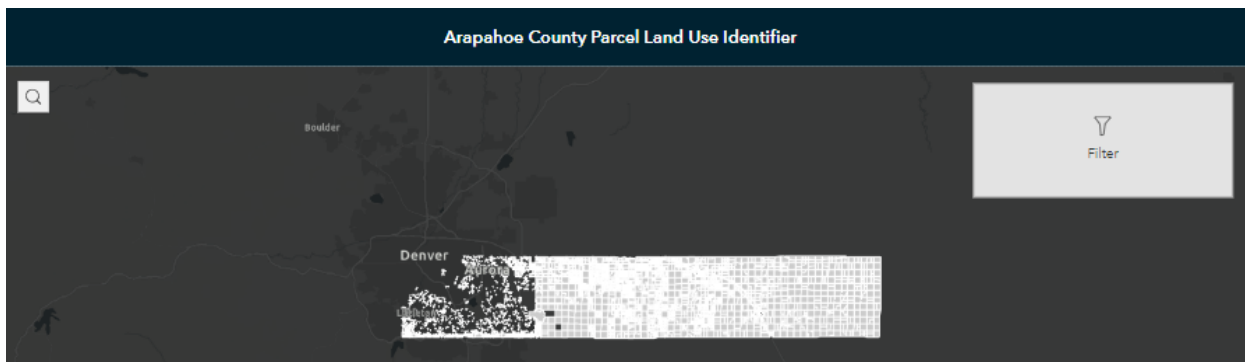 Arapahoe County Parcel Land Use Identifier
Boulder
Filter
Denver
Aurora